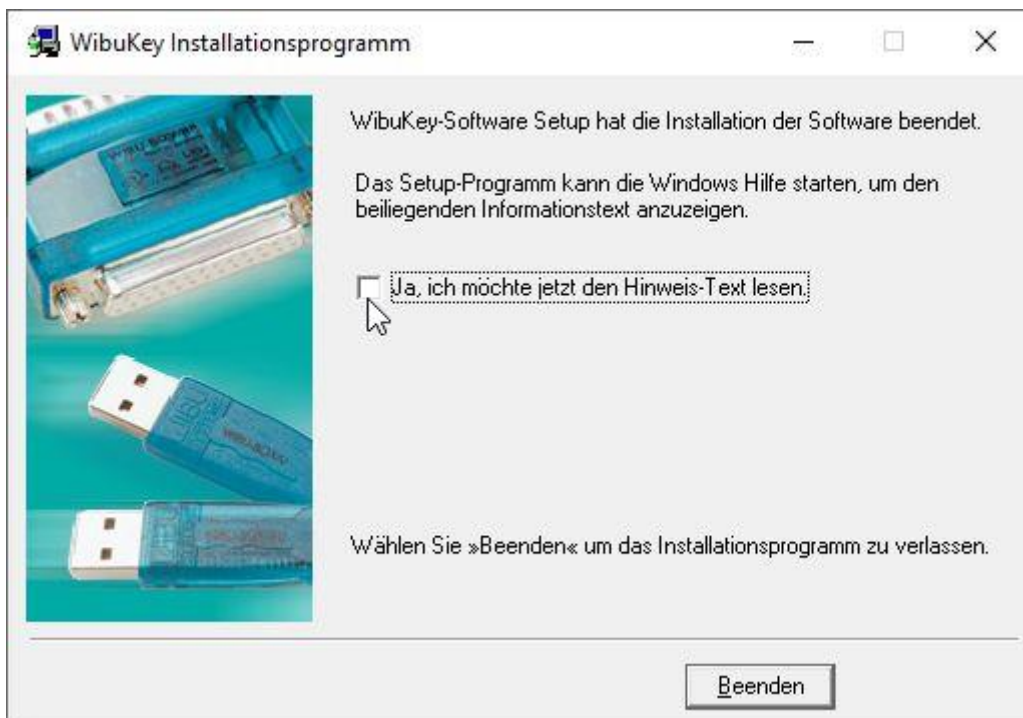 WibuKey Installationsprogramm
WibuKey-Software Setup hat die Installation der Software beendet.
Das Setup-Programm kann die Windows Hilfe starten, um den
beiliegenden Informationstext anzuzeigen.
Ja, ich möchte jetzt den Hinweis-Text lesen.
Wählen Sie »Beenden« um das Installationsprogramm zu verlassen.
Beenden